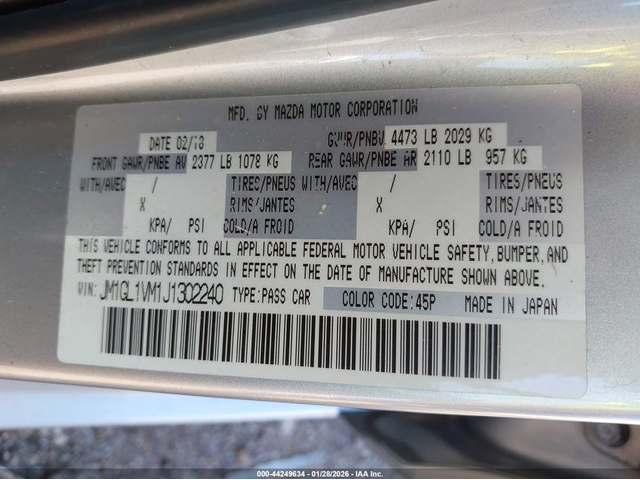 MFD. BY MAZDA MOTOR CORPORATION
DATE 02/18 GVWR/PNBV 4473 LB 2029 KG
FRONT GAWR/PNBE AV 2377 LB 1078 KG REAR GAWR/PNBE AR 2110 LB 957 KG
WITH/AVEC / TIRES/PNEUS WITH/AVEC / TIRES/PNEUS
X RIMS/JANTES X RIMS/JANTES
KPA/ PSI COLD/A FROID KPA/ PSI COLD/A FROID
THIS VEHICLE CONFORMS TO ALL APPLICABLE FEDERAL MOTOR VEHICLE SAFETY, BUMPER, AND
THEFT PREVENTION STANDARDS IN EFFECT ON THE DATE OF MANUFACTURE SHOWN ABOVE.
VIN: JM1GL1VM1J1302240 TYPE:PASS CAR COLOR CODE:45P MADE IN JAPAN
000-44249634 | 01/28/2026 | IAA Inc.